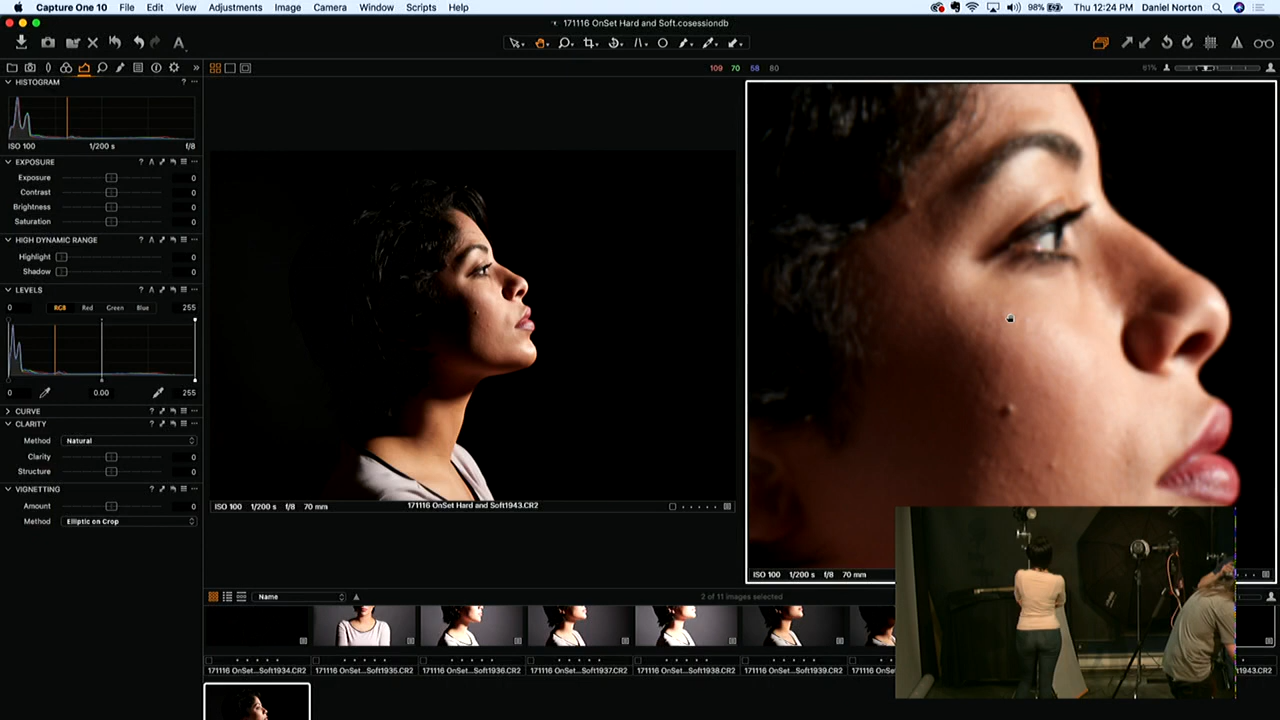 Capture One 10 File Edit View Adjustments Image Camera Window Scripts Help 98% Thu 12:24 PM Daniel Norton
171116 OnSet Hard and Soft.cosessiondb
109 70 58 80
HISTOGRAM
ISO 100 1/200 s f/8
EXPOSURE
Exposure 0
Contrast 0
Brightness 0
Saturation 0
HIGH DYNAMIC RANGE
Highlight 0
Shadow 0
LEVELS
0 RGB Red Green Blue 255
0 0.00 255
CURVE
CLARITY
Method Natural
Clarity 0
Structure 0
VIGNETTING
Amount 0
Method Elliptic on Crop
ISO 100 1/200 s f/8 70 mm 171116 OnSet Hard and Soft1943.CR2
ISO 100 1/200 s f/8 70 mm
Name 2 of 11 images selected
171116 OnSet...Soft1934.CR2 171116 OnSet...Soft1935.CR2 171116 OnSet...Soft1936.CR2 171116 OnSet...Soft1937.CR2 171116 OnSet...Soft1938.CR2 171116 OnSet...Soft1939.CR2 171116 OnSet 1943.CR2